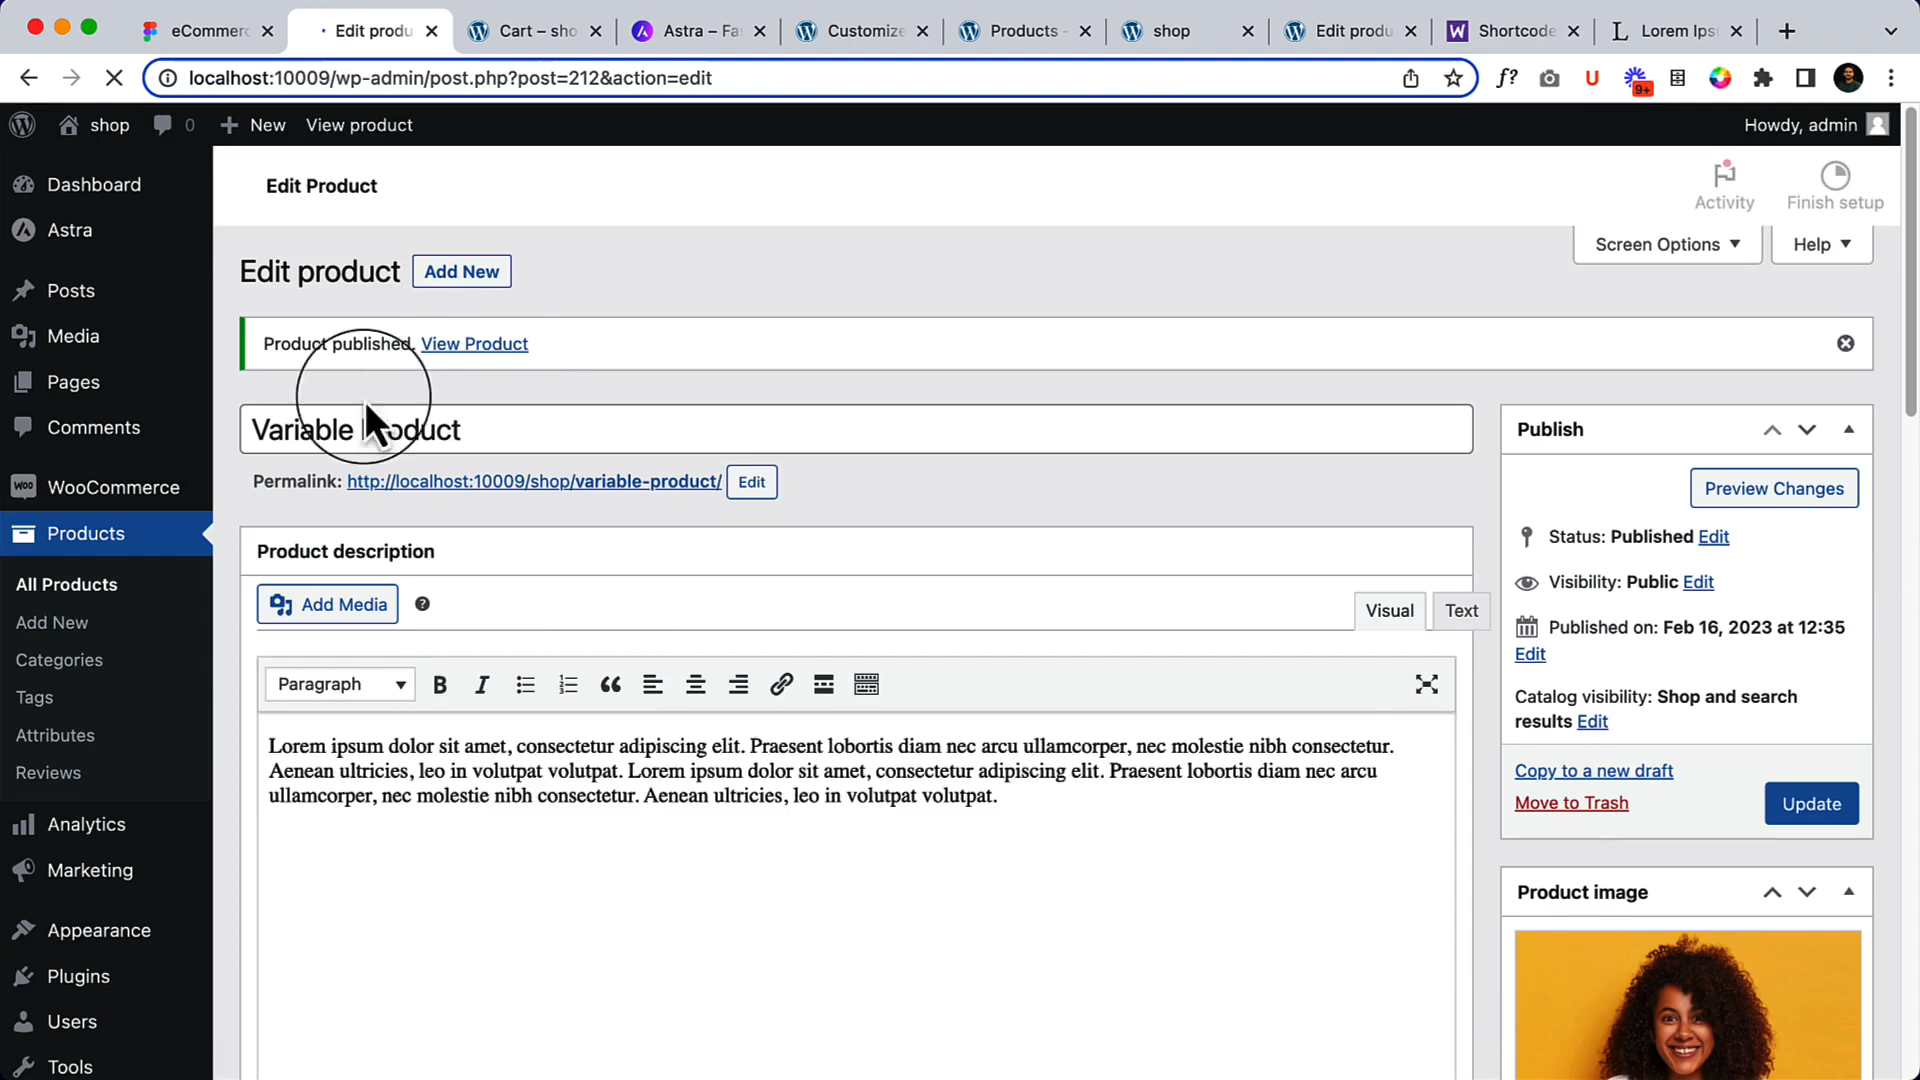 eCommerc
Edit produ
Cart – sho
Astra – Fa
Customize
Products -
shop
Edit produ
Shortcode
Lorem Ips
localhost:10009/wp-admin/post.php?post=212&action=edit
f?
9+
shop
0
New
View product
Howdy, admin
Dashboard
Astra
Posts
Media
Pages
Comments
WooCommerce
Products
All Products
Add New
Categories
Tags
Attributes
Reviews
Analytics
Marketing
Appearance
Plugins
Users
Tools
Edit Product
Activity
Finish setup
Screen Options
Help
Edit product
Add New
Product published. View Product
Variable Product
Permalink: http://localhost:10009/shop/variable-product/ Edit
Product description
Add Media
Visual
Text
Paragraph
Lorem ipsum dolor sit amet, consectetur adipiscing elit. Praesent lobortis diam nec arcu ullamcorper, nec molestie nibh consectetur.
Aenean ultricies, leo in volutpat volutpat. Lorem ipsum dolor sit amet, consectetur adipiscing elit. Praesent lobortis diam nec arcu
ullamcorper, nec molestie nibh consectetur. Aenean ultricies, leo in volutpat volutpat.
Publish
Preview Changes
Status: Published Edit
Visibility: Public Edit
Published on: Feb 16, 2023 at 12:35
Edit
Catalog visibility: Shop and search
results Edit
Copy to a new draft
Move to Trash
Update
Product image